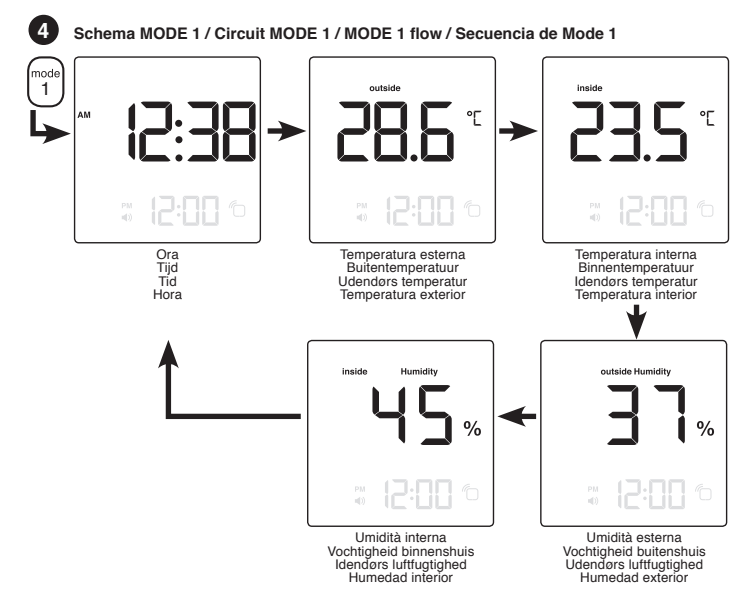 4 Schema MODE 1 / Circuit MODE 1 / MODE 1 flow / Secuencia de Mode 1
mode
1
AM 12:38
PM 12:00
Ora
Tijd
Tid
Hora
outside
28.6 °C
PM 12:00
Temperatura esterna
Buitentemperatuur
Udendørs temperatur
Temperatura exterior
inside
23.5 °C
PM 12:00
Temperatura interna
Binnentemperatuur
Idendørs temperatur
Temperatura interior
inside Humidity
45 %
PM 12:00
Umidità interna
Vochtigheid binnenshuis
Idendørs luftfugtighed
Humedad interior
outside Humidity
37 %
PM 12:00
Umidità esterna
Vochtigheid buitenshuis
Udendørs luftfugtighed
Humedad exterior